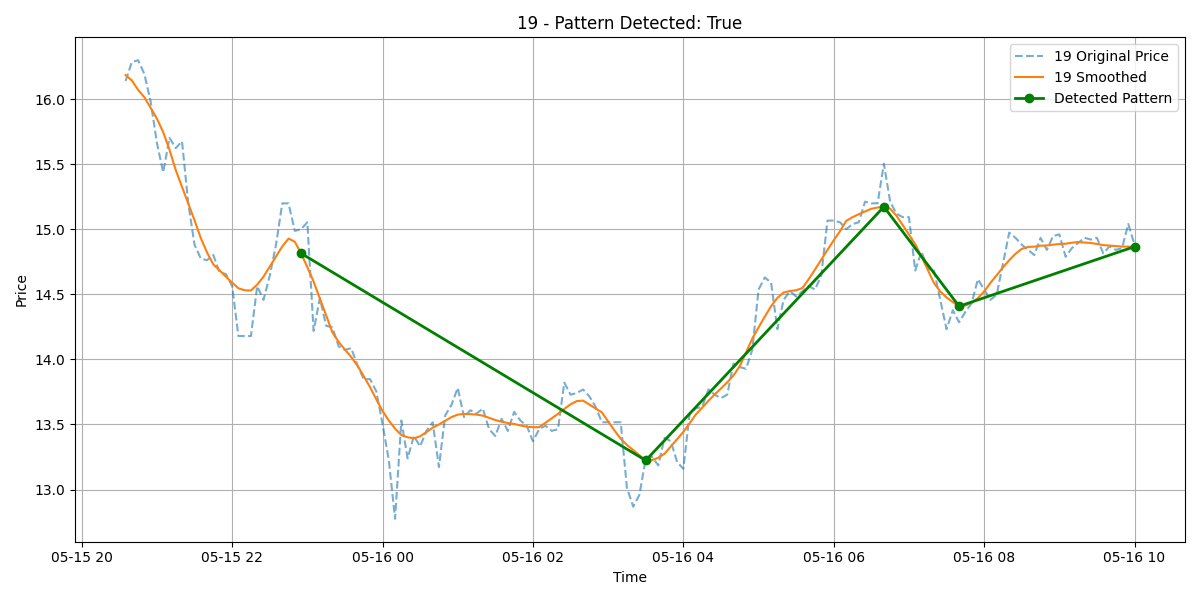 19 - Pattern Detected: True
19 Original Price
19 Smoothed
Detected Pattern
Price
16.0
15.5
15.0
14.5
14.0
13.5
13.0
05-15 20
05-15 22
05-16 00
05-16 02
05-16 04
05-16 06
05-16 08
05-16 10
Time